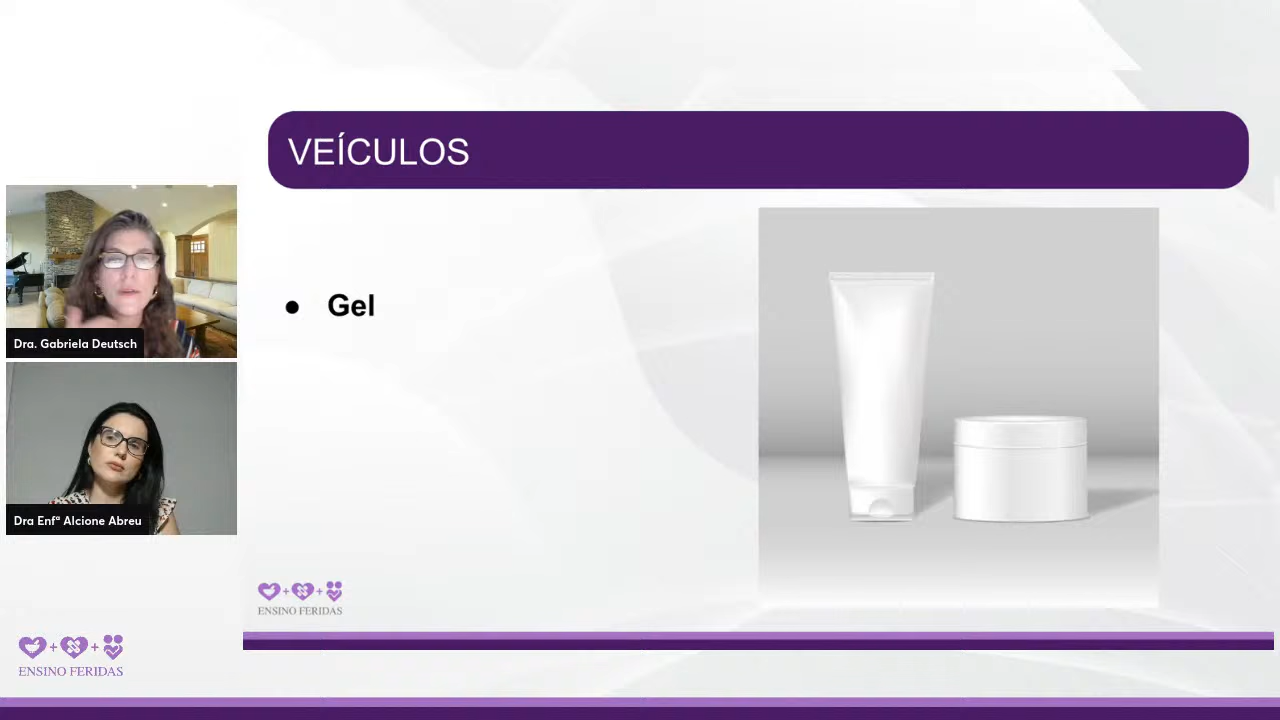 VEÍCULOS
Dra. Gabriela Deutsch
● Gel
Dra Enfª Alcione Abreu
ENSINO FERIDAS
ENSINO FERIDAS